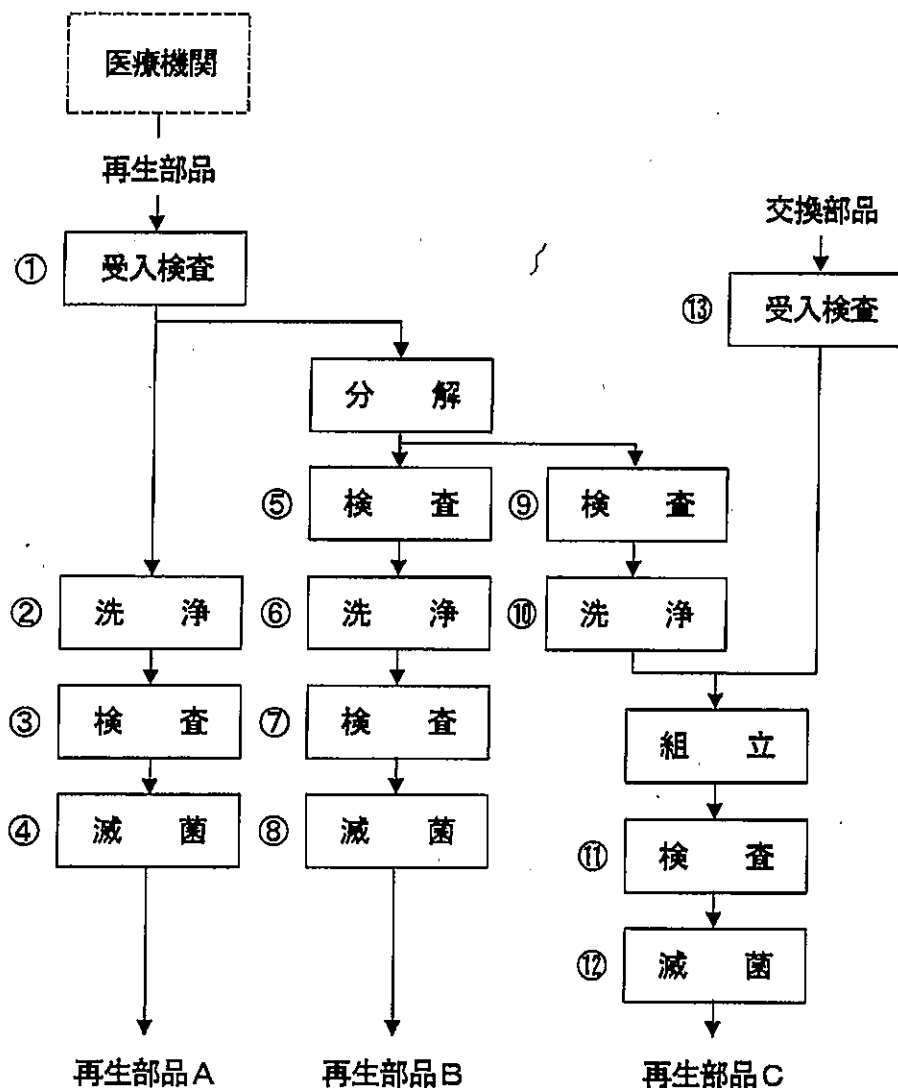 医療機関
再生部品
交換部品
① 受入検査
⑬ 受入検査
分 解
⑤ 検 査
⑨ 検 査
② 洗 浄
⑥ 洗 浄
⑩ 洗 浄
③ 検 査
⑦ 検 査
組 立
④ 滅 菌
⑧ 滅 菌
⑪ 検 査
⑫ 滅 菌
再生部品A
再生部品B
再生部品C